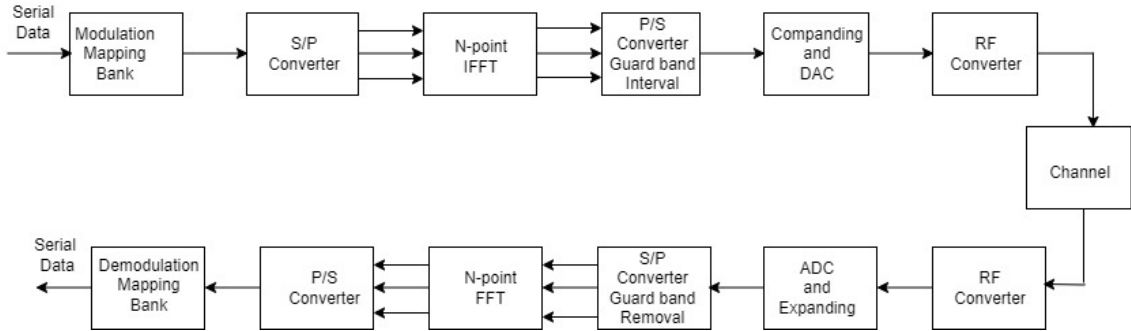 Serial
Data
Modulation
Mapping
Bank
S/P
Converter
N-point
IFFT
P/S
Converter
Guard band
Interval
Companding
and
DAC
RF
Converter
Channel
Serial
Data
Demodulation
Mapping
Bank
P/S
Converter
N-point
FFT
S/P
Converter
Guard band
Removal
ADC
and
Expanding
RF
Converter